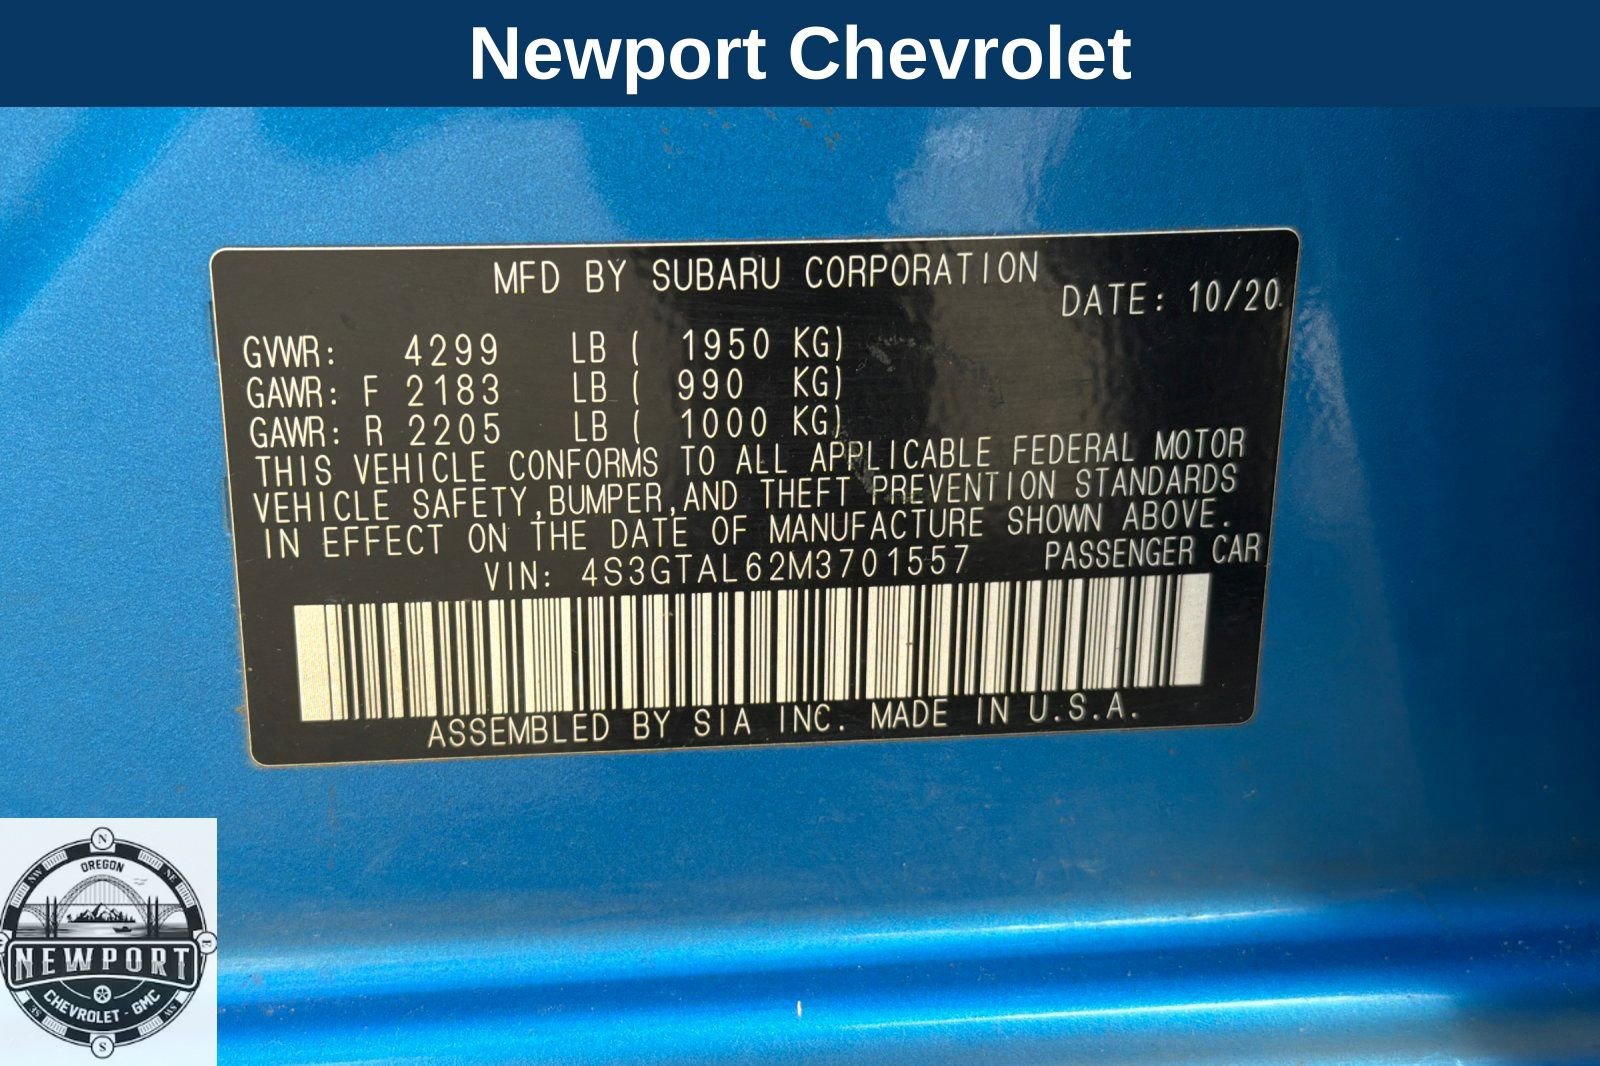 Newport Chevrolet
MFD BY SUBARU CORPORATION
DATE: 10/20
GVWR: 4299 LB ( 1950 KG)
GAWR: F 2183 LB ( 990 KG)
GAWR: R 2205 LB ( 1000 KG)
THIS VEHICLE CONFORMS TO ALL APPLICABLE FEDERAL MOTOR
VEHICLE SAFETY,BUMPER,AND THEFT PREVENTION STANDARDS
IN EFFECT ON THE DATE OF MANUFACTURE SHOWN ABOVE.
VIN: 4S3GTAL62M3701557 PASSENGER CAR
ASSEMBLED BY SIA INC. MADE IN U.S.A.
N
NW
NE
OREGON
E
NEWPORT
CHEVROLET - GMC
S